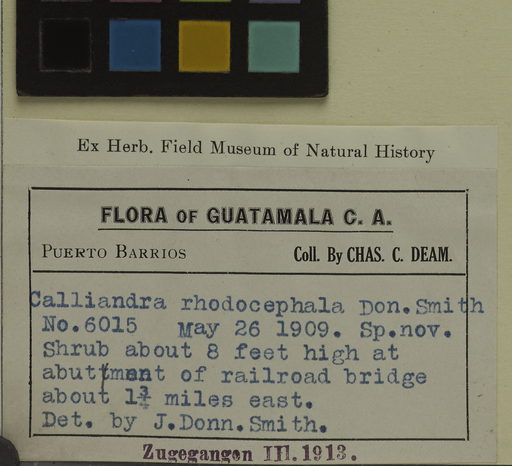 Ex Herb. Field Museum of Natural History
FLORA OF GUATAMALA C. A.
PUERTO BARRIOS Coll. By CHAS. C. DEAM.
Calliandra rhodocephala Don.Smith
No.6015 May 26 1909. Sp.nov.
Shrub about 8 feet high at
abuttment of railroad bridge
about 1¾ miles east.
Det. by J.Donn.Smith.
Zugegangen III.1913.